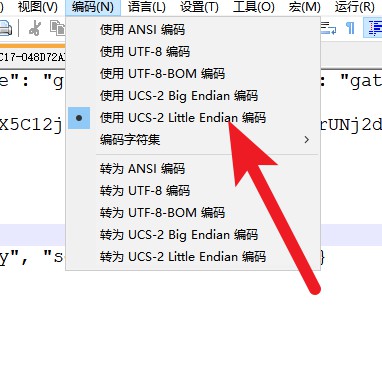 视图(V) 编码(N) 语言(L) 设置(T) 工具(O) 宏(M) 运行(R)
使用 ANSI 编码
使用 UTF-8 编码
e": "g : "gat
使用 UTF-8-BOM 编码
使用 UCS-2 Big Endian 编码
使用 UCS-2 Little Endian 编码
X5C12j rUNj2d
编码字符集
转为 ANSI 编码
转为 UTF-8 编码
转为 UTF-8-BOM 编码
转为 UCS-2 Big Endian 编码
y", "s }
转为 UCS-2 Little Endian 编码